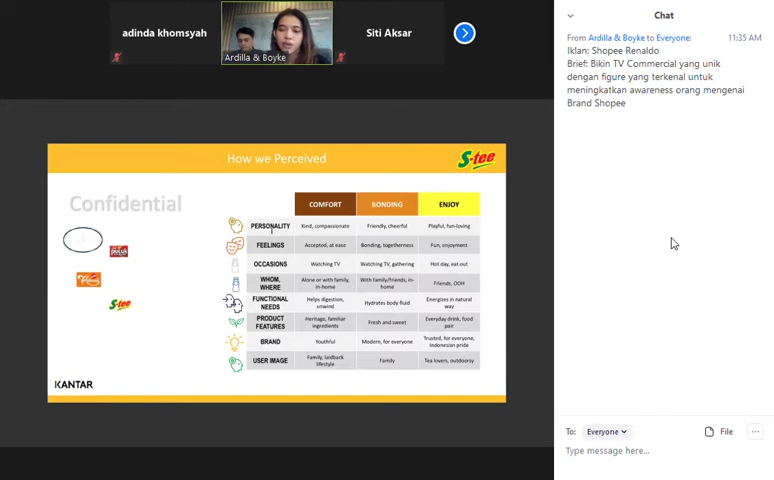 adinda khomsyah
Ardilla & Boyke
Siti Aksar
How we Perceived
S-tee
Confidential
COMFORT BONDING ENJOY
PERSONALITY Kind, compassionate Friendly, cheerful Playful, fun-loving
FEELINGS Accepted, at ease Bonding, togetherness Fun, enjoyment
OCCASIONS Watching TV Watching TV, gathering Hot day, eat out
WHOM, WHERE Alone or with family, in-home With family/friends, in-home Friends, OOH
FUNCTIONAL NEEDS Helps digestion, unwind Hydrates body fluid Energizes in natural way
PRODUCT FEATURES Heritage, familiar ingredients Fresh and sweet Everyday drink, food pair
BRAND Youthful Modern, for everyone Trusted, for everyone, Indonesian pride
USER IMAGE Family, laidback lifestyle Family Tea lovers, outdoorsy
S-tee
KANTAR
Chat
From Ardilla & Boyke to Everyone: 11:35 AM
Iklan: Shopee Renaldo
Brief: Bikin TV Commercial yang unik
dengan figure yang terkenal untuk
meningkatkan awareness orang mengenai
Brand Shopee
To: Everyone File ...
Type message here...